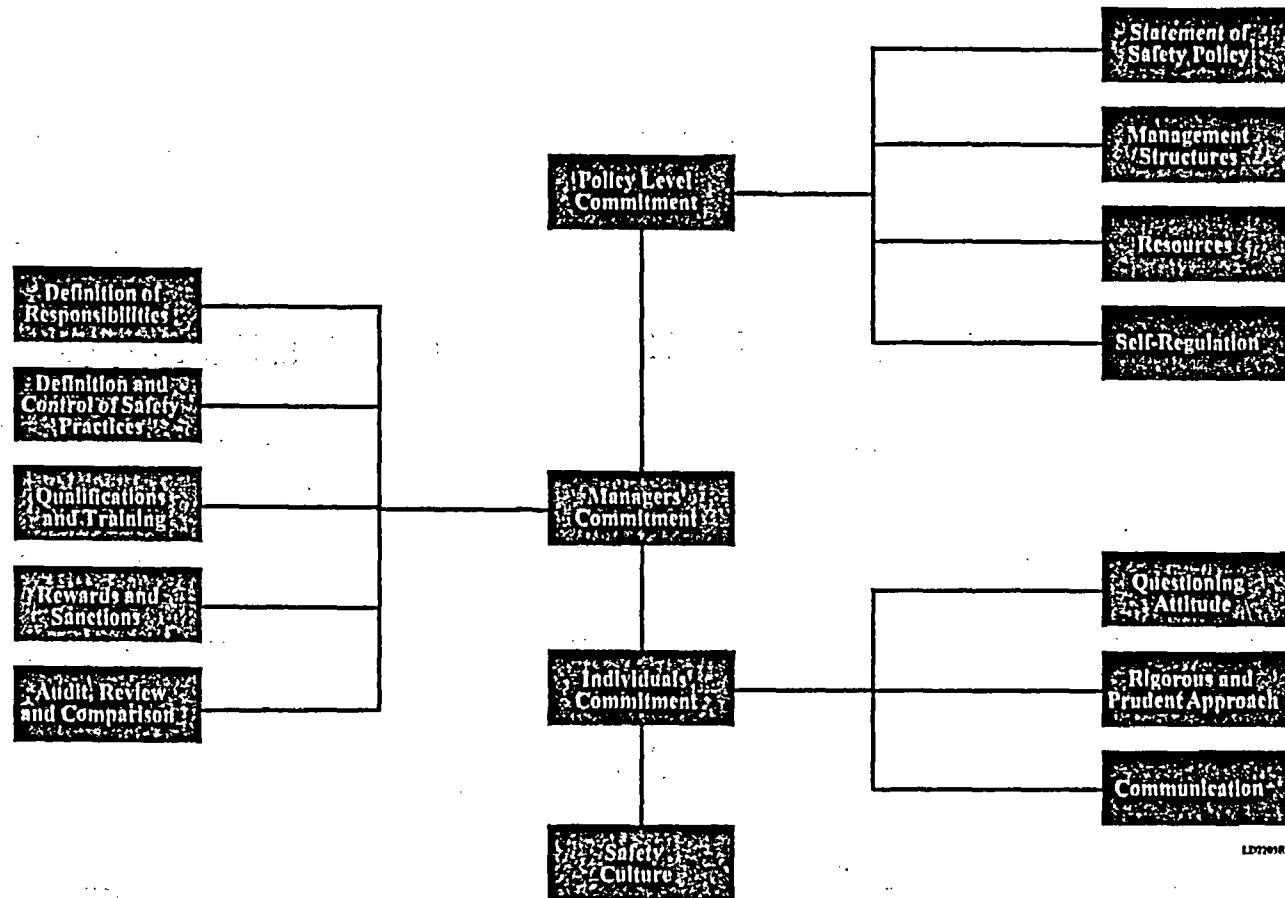 Statement of
Safety Policy
Management
Structures
Policy Level
Commitment
Resources
Definition of
Responsibilities
Self-Regulation
Definition and
Control of Safety
Practices
Qualifications
and Training
Managers'
Commitment
Questioning
Attitude
Rewards and
Sanctions
Individuals'
Commitment
Rigorous and
Prudent Approach
Audit, Review
and Comparison
Communication
Safety
Culture